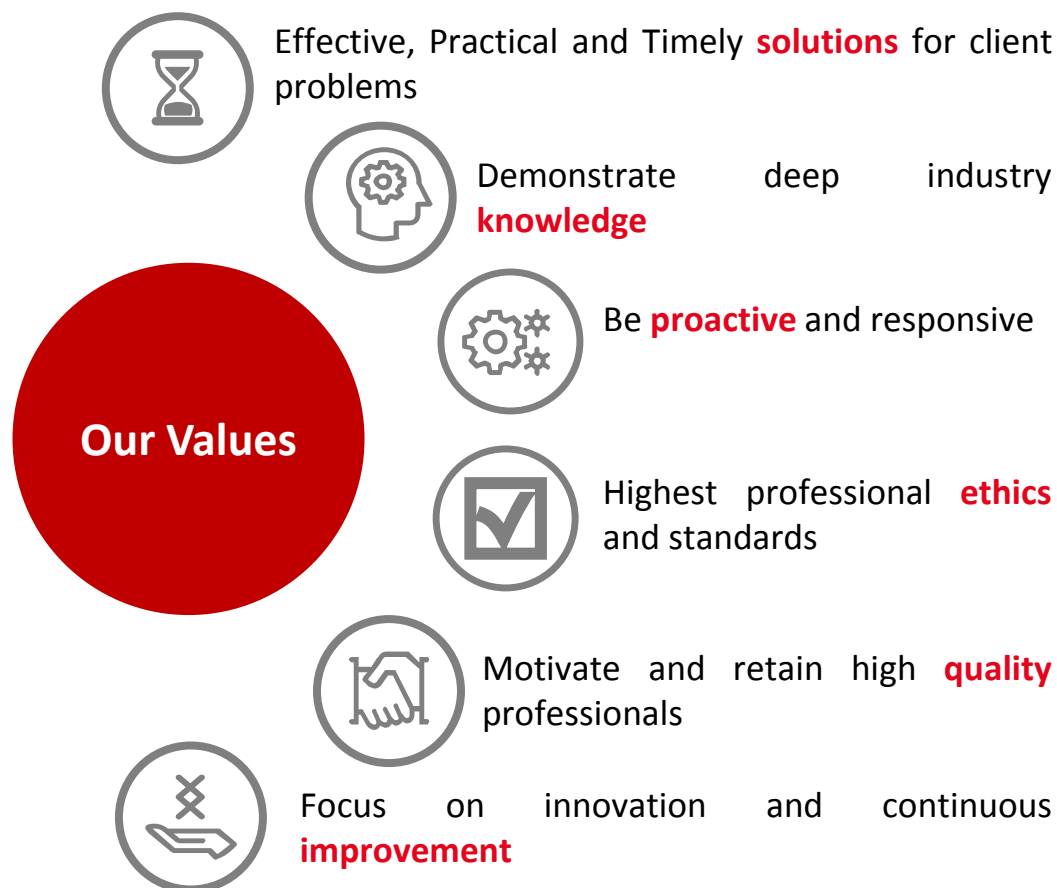 Effective, Practical and Timely solutions for client
problems
Demonstrate deep industry
knowledge
Be proactive and responsive
Our Values
Highest professional ethics
and standards
Motivate and retain high quality
professionals
Focus on innovation and continuous
improvement